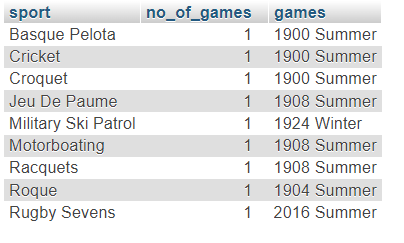 sport no_of_games games
Basque Pelota 1 1900 Summer
Cricket 1 1900 Summer
Croquet 1 1900 Summer
Jeu De Paume 1 1908 Summer
Military Ski Patrol 1 1924 Winter
Motorboating 1 1908 Summer
Racquets 1 1908 Summer
Roque 1 1904 Summer
Rugby Sevens 1 2016 Summer